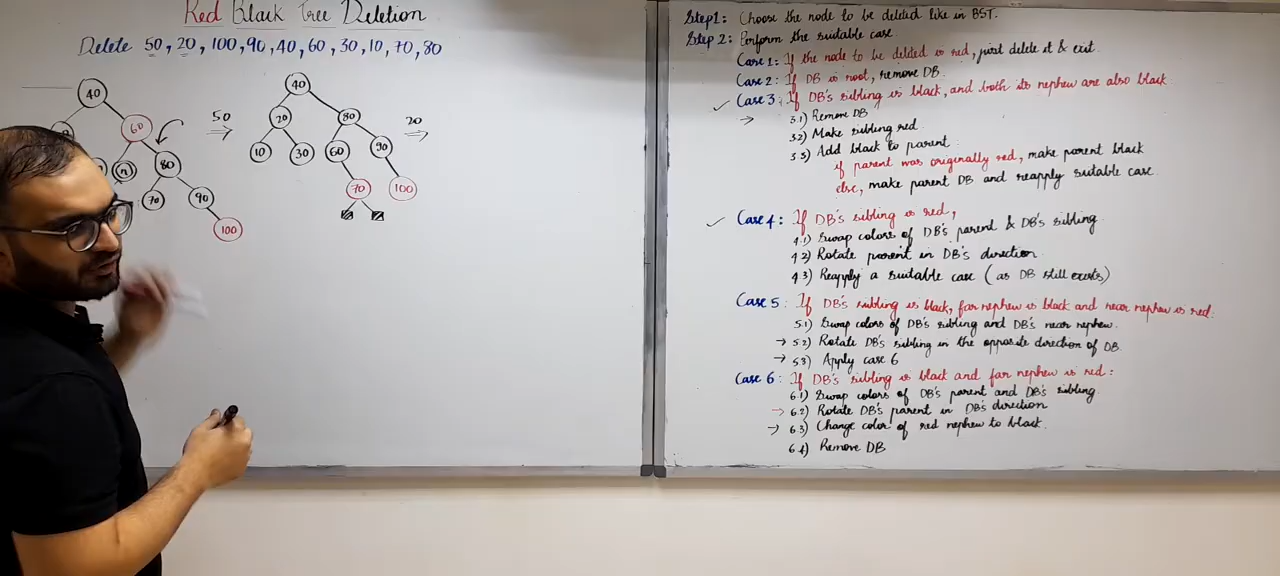 Red Black Tree Deletion
Delete 50, 20, 100, 90, 40, 60, 30, 10, 70, 80
40
60
80
70
90
100
50
40
20
80
10
30
60
90
70
100
20
Step 1: Choose the node to be deleted like in BST.
Step 2: Perform the suitable case.
Case 1: If the node to be deleted is red, just delete it & exit.
Case 2: If DB is root, remove DB.
Case 3: If DB's sibling is black, and both its nephew are also black
3.1) Remove DB
3.2) Make sibling red.
3.3) Add black to parent:
if parent was originally red, make parent black
else, make parent DB and reapply suitable case.
Case 4: If DB's sibling is red,
4.1) Swap colors of DB's parent & DB's sibling
4.2) Rotate parent in DB's direction
4.3) Reapply a suitable case (as DB still exists)
Case 5: If DB's sibling is black, far nephew is black and near nephew is red.
5.1) Swap colors of DB's sibling and DB's near nephew.
5.2) Rotate DB's sibling in the opposite direction of DB.
5.3) Apply case 6
Case 6: If DB's sibling is black and far nephew is red:
6.1) Swap colors of DB's parent and DB's sibling
6.2) Rotate DB's parent in DB's direction
6.3) Change color of red nephew to black.
6.4) Remove DB